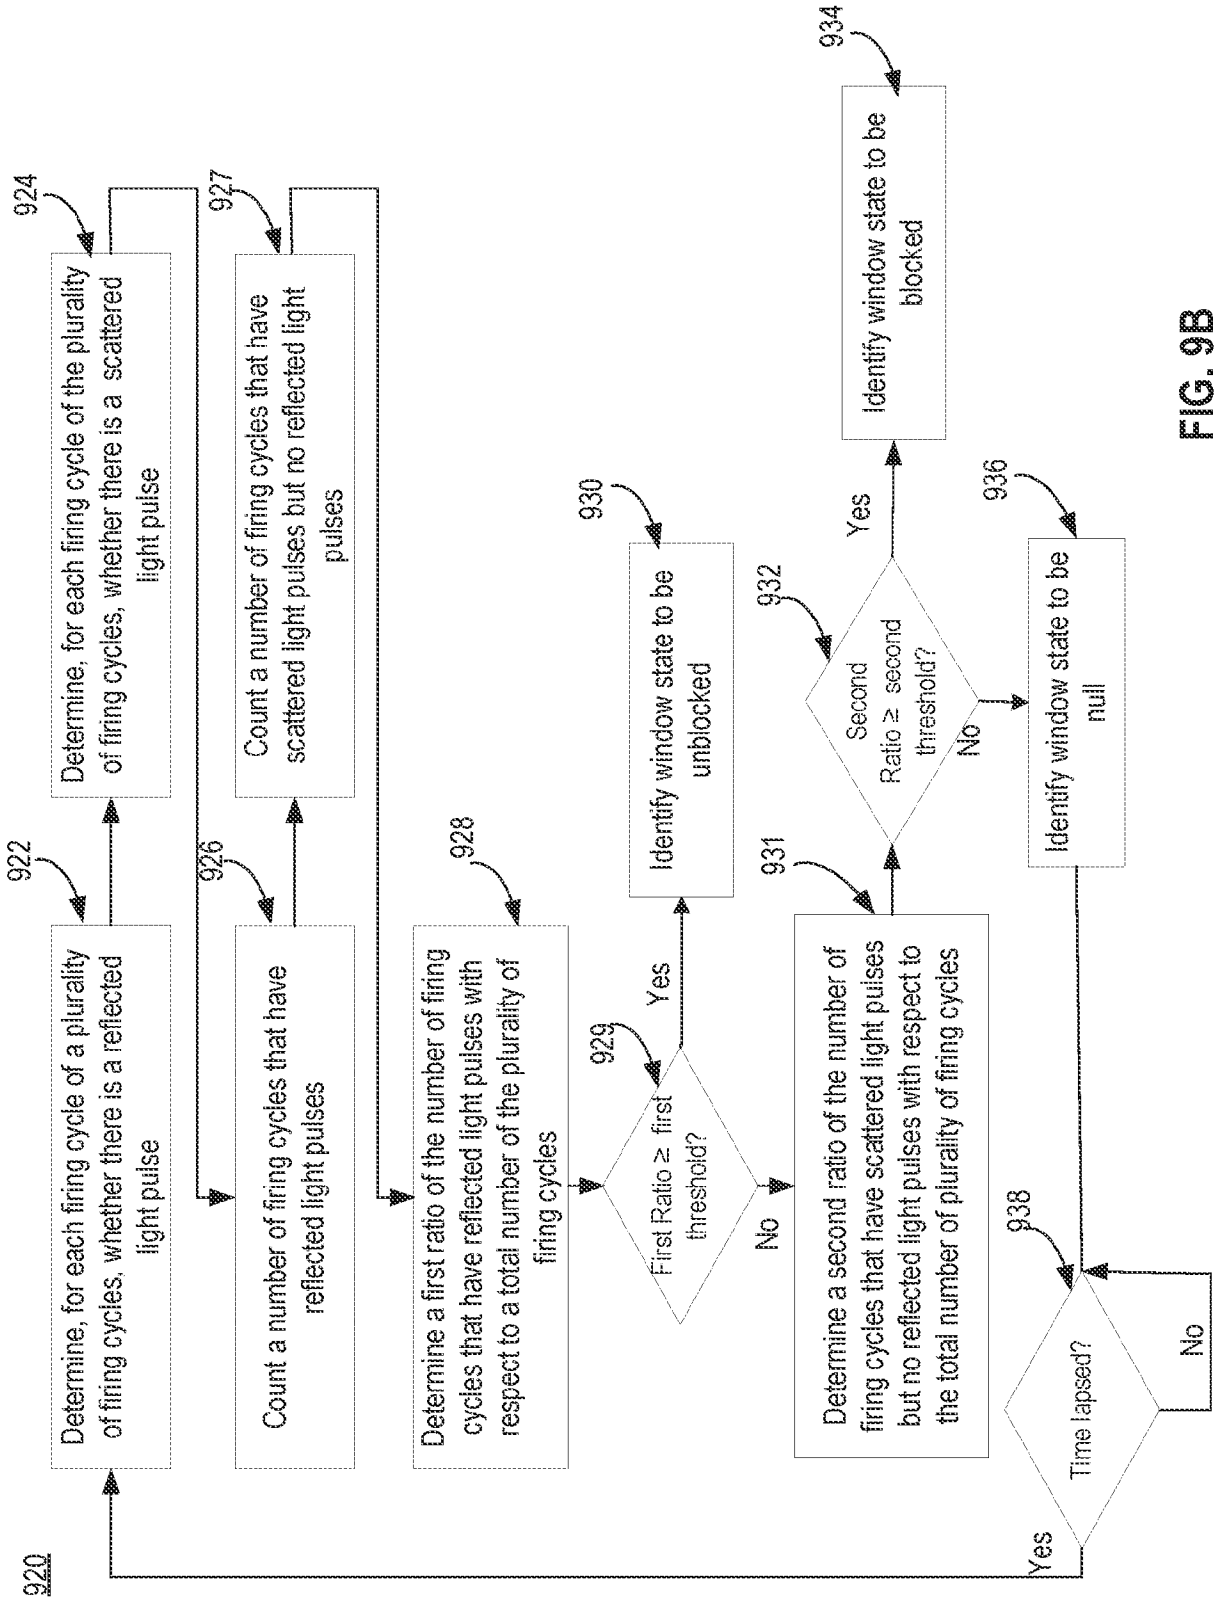 920
922
Determine, for each firing cycle of a plurality
of firing cycles, whether there is a reflected
light pulse
924
Determine, for each firing cycle of the plurality
of firing cycles, whether there is a scattered
light pulse
926
Count a number of firing cycles that have
reflected light pulses
927
Count a number of firing cycles that have
scattered light pulses but no reflected light
pulses
928
Determine a first ratio of the number of firing
cycles that have reflected light pulses with
respect to a total number of the plurality of
firing cycles
929
First Ratio ≥ first
threshold?
Yes
930
Identify window state to be
unblocked
No
931
Determine a second ratio of the number of
firing cycles that have scattered light pulses
but no reflected light pulses with respect to
the total number of plurality of firing cycles
932
Second
Ratio ≥ second
threshold?
Yes
934
Identify window state to be
blocked
No
936
Identify window state to be
null
938
Time lapsed?
Yes
No
FIG. 9B